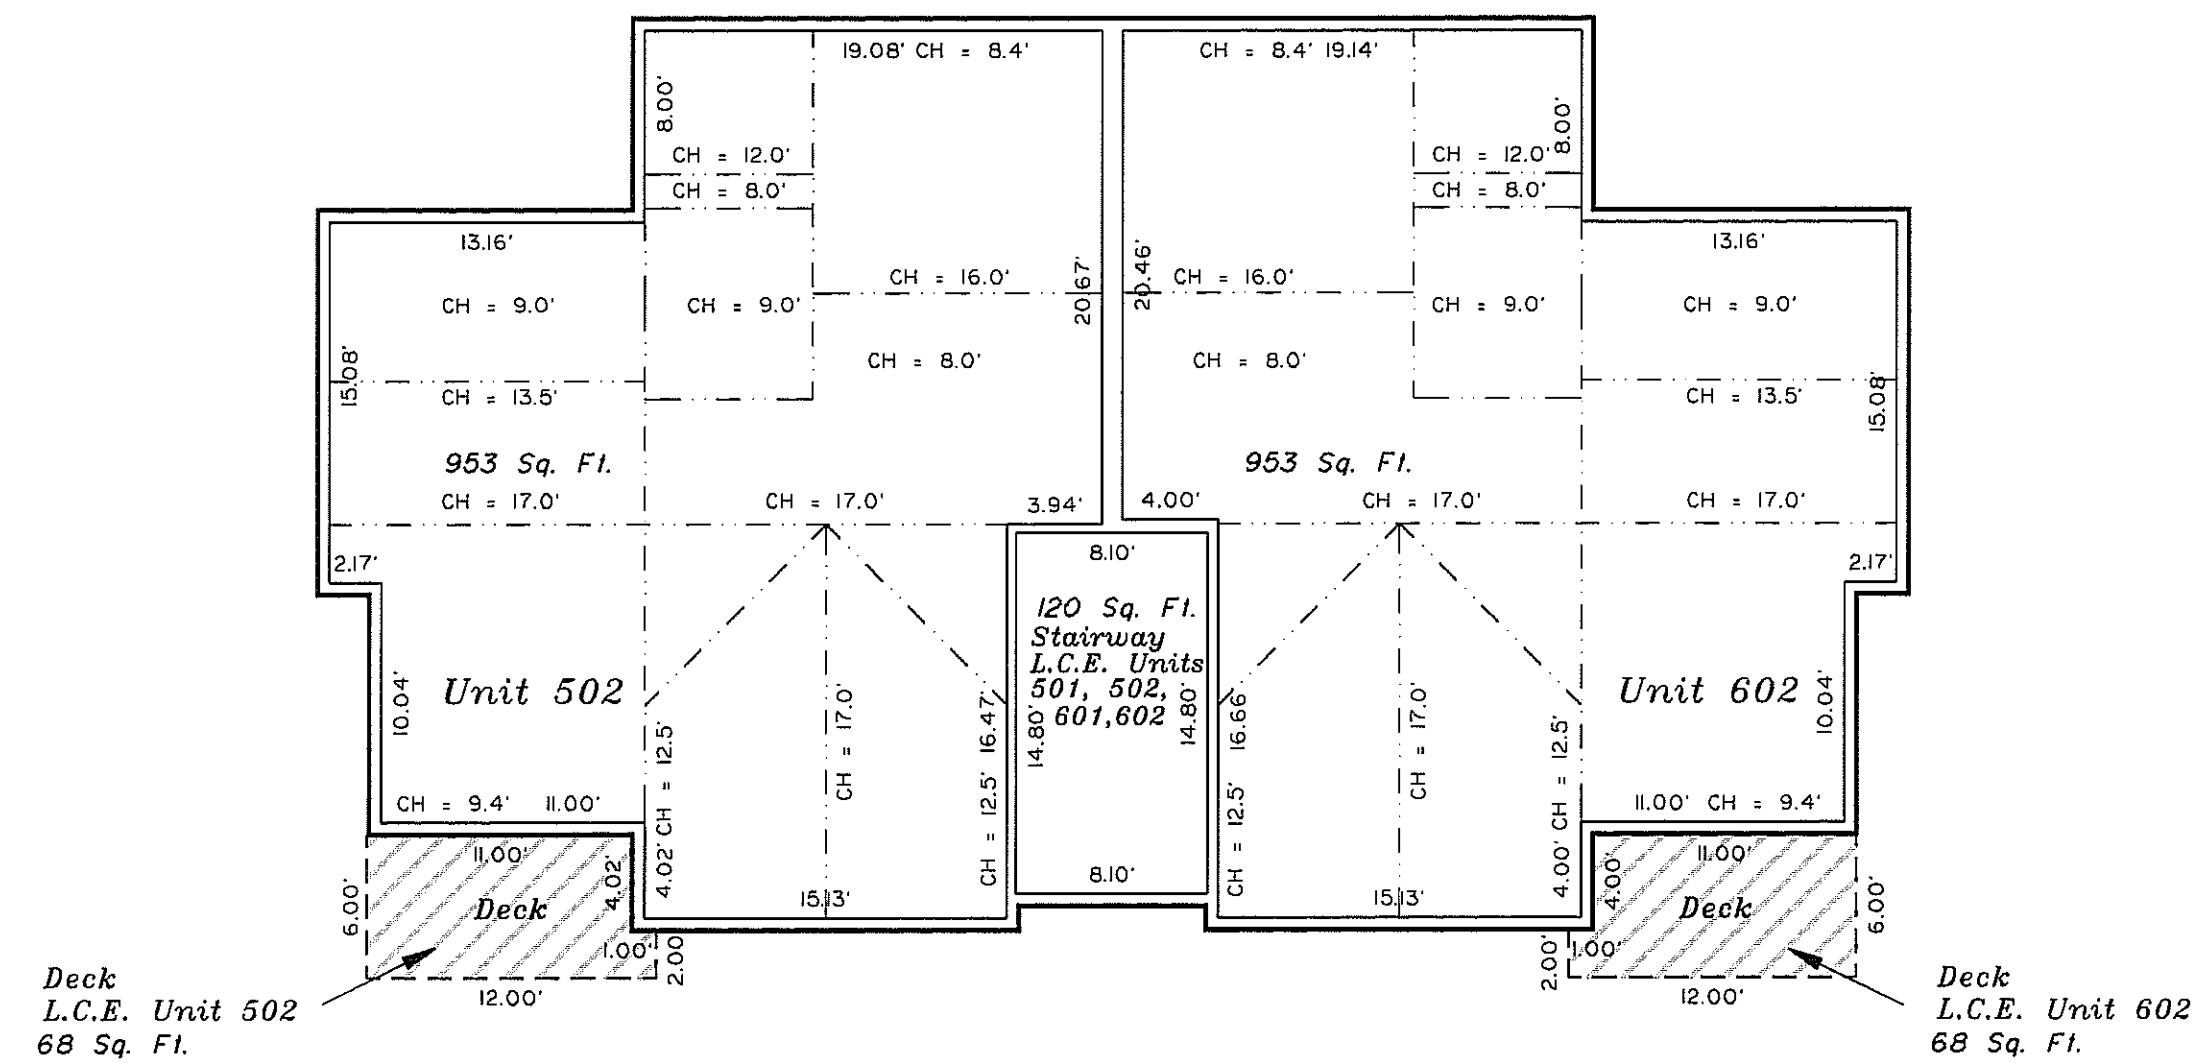 19.08' CH = 8.4'
CH = 8.4' 19.14'
8.00'
8.00'
CH = 12.0'
CH = 12.0'
CH = 8.0'
CH = 8.0'
13.16'
13.16'
CH = 9.0'
CH = 9.0'
CH = 16.0'
20.67'
20.46'
CH = 16.0'
CH = 9.0'
CH = 9.0'
CH = 8.0'
CH = 8.0'
15.08'
15.08'
CH = 13.5'
CH = 13.5'
953 Sq. Ft.
953 Sq. Ft.
CH = 17.0'
CH = 17.0'
3.94'
4.00'
CH = 17.0'
CH = 17.0'
2.17'
2.17'
8.10'
120 Sq. Ft.
Stairway
L.C.E. Units
501, 502,
601,602
14.80'
14.80'
Unit 502
Unit 602
10.04'
10.04'
4.02' CH = 12.5'
CH = 17.0'
CH = 12.5' 16.47'
CH = 12.5' 16.66
CH = 17.0'
4.00' CH = 12.5'
CH = 9.4' 11.00'
11.00' CH = 9.4'
8.10'
15.13'
15.13'
11.00'
11.00'
4.02'
4.00'
6.00'
6.00'
Deck
Deck
1.00'
2.00'
2.00'
1.00'
12.00'
12.00'
Deck
L.C.E. Unit 502
68 Sq. Ft.
Deck
L.C.E. Unit 602
68 Sq. Ft.